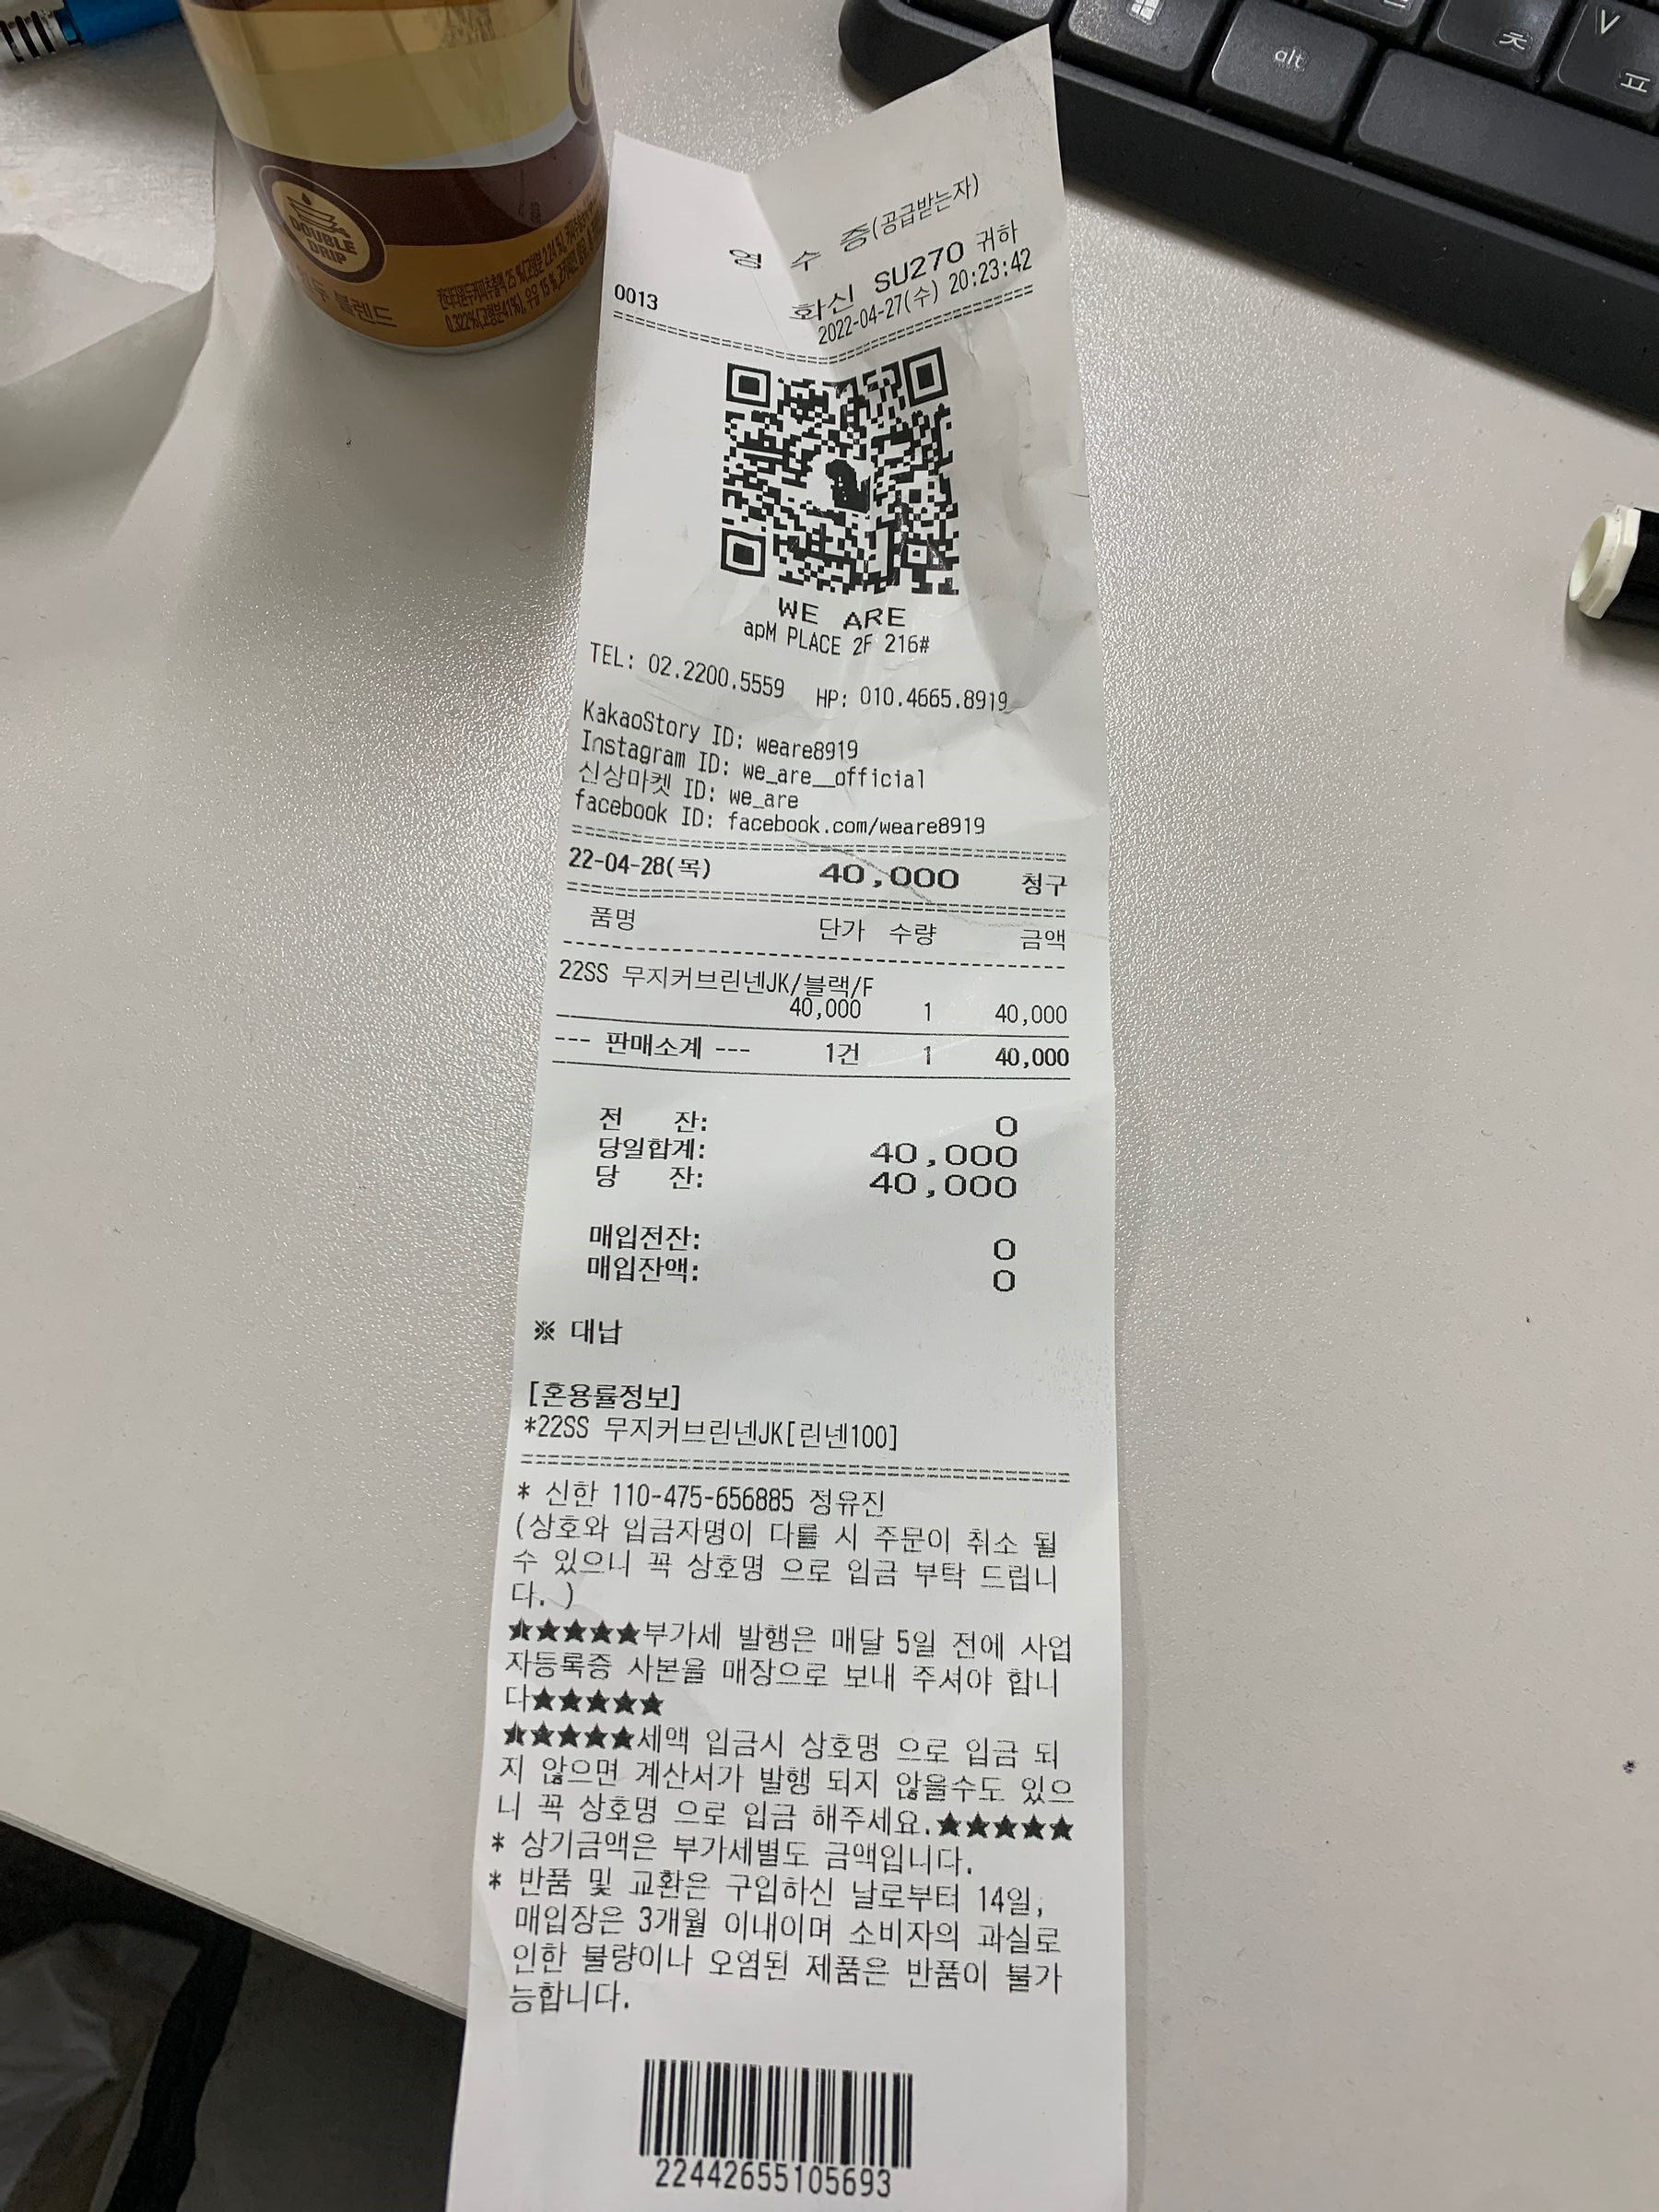 DOUBLE
DRIP
블렌드
alt
ㅊ
V
ㅍ
영 수 증(공급받는자)
0013
화신 SU270 귀하
2022-04-27(수) 20:23:42
WE ARE
apM PLACE 2F 216#
TEL: 02.2200.5559 HP: 010.4665.8919
KakaoStory ID: weare8919
Instagram ID: we_are__official
신상마켓 ID: we_are
facebook ID: facebook.com/weare8919
22-04-28(목) 40,000 청구
품명 단가 수량 금액
22SS 무지커브린넨JK/블랙/F
40,000 1 40,000
--- 판매소계 --- 1건 1 40,000
전 잔: 0
당일합계: 40,000
당 잔: 40,000
매입전잔: 0
매입잔액: 0
※ 대납
[혼용률정보]
*22SS 무지커브린넨JK[린넨100]
* 신한 110-475-656885 정유진
(상호와 입금자명이 다를 시 주문이 취소 될
수 있으니 꼭 상호명 으로 입금 부탁 드립니
다. )
★★★★★부가세 발행은 매달 5일 전에 사업
자등록증 사본을 매장으로 보내 주셔야 합니
다★★★★★
★★★★★세액 입금시 상호명 으로 입금 되
지 않으면 계산서가 발행 되지 않을수도 있으
니 꼭 상호명 으로 입금 해주세요.★★★★★
* 상기금액은 부가세별도 금액입니다.
* 반품 및 교환은 구입하신 날로부터 14일,
매입장은 3개월 이내이며 소비자의 과실로
인한 불량이나 오염된 제품은 반품이 불가
능합니다.
22442655105693